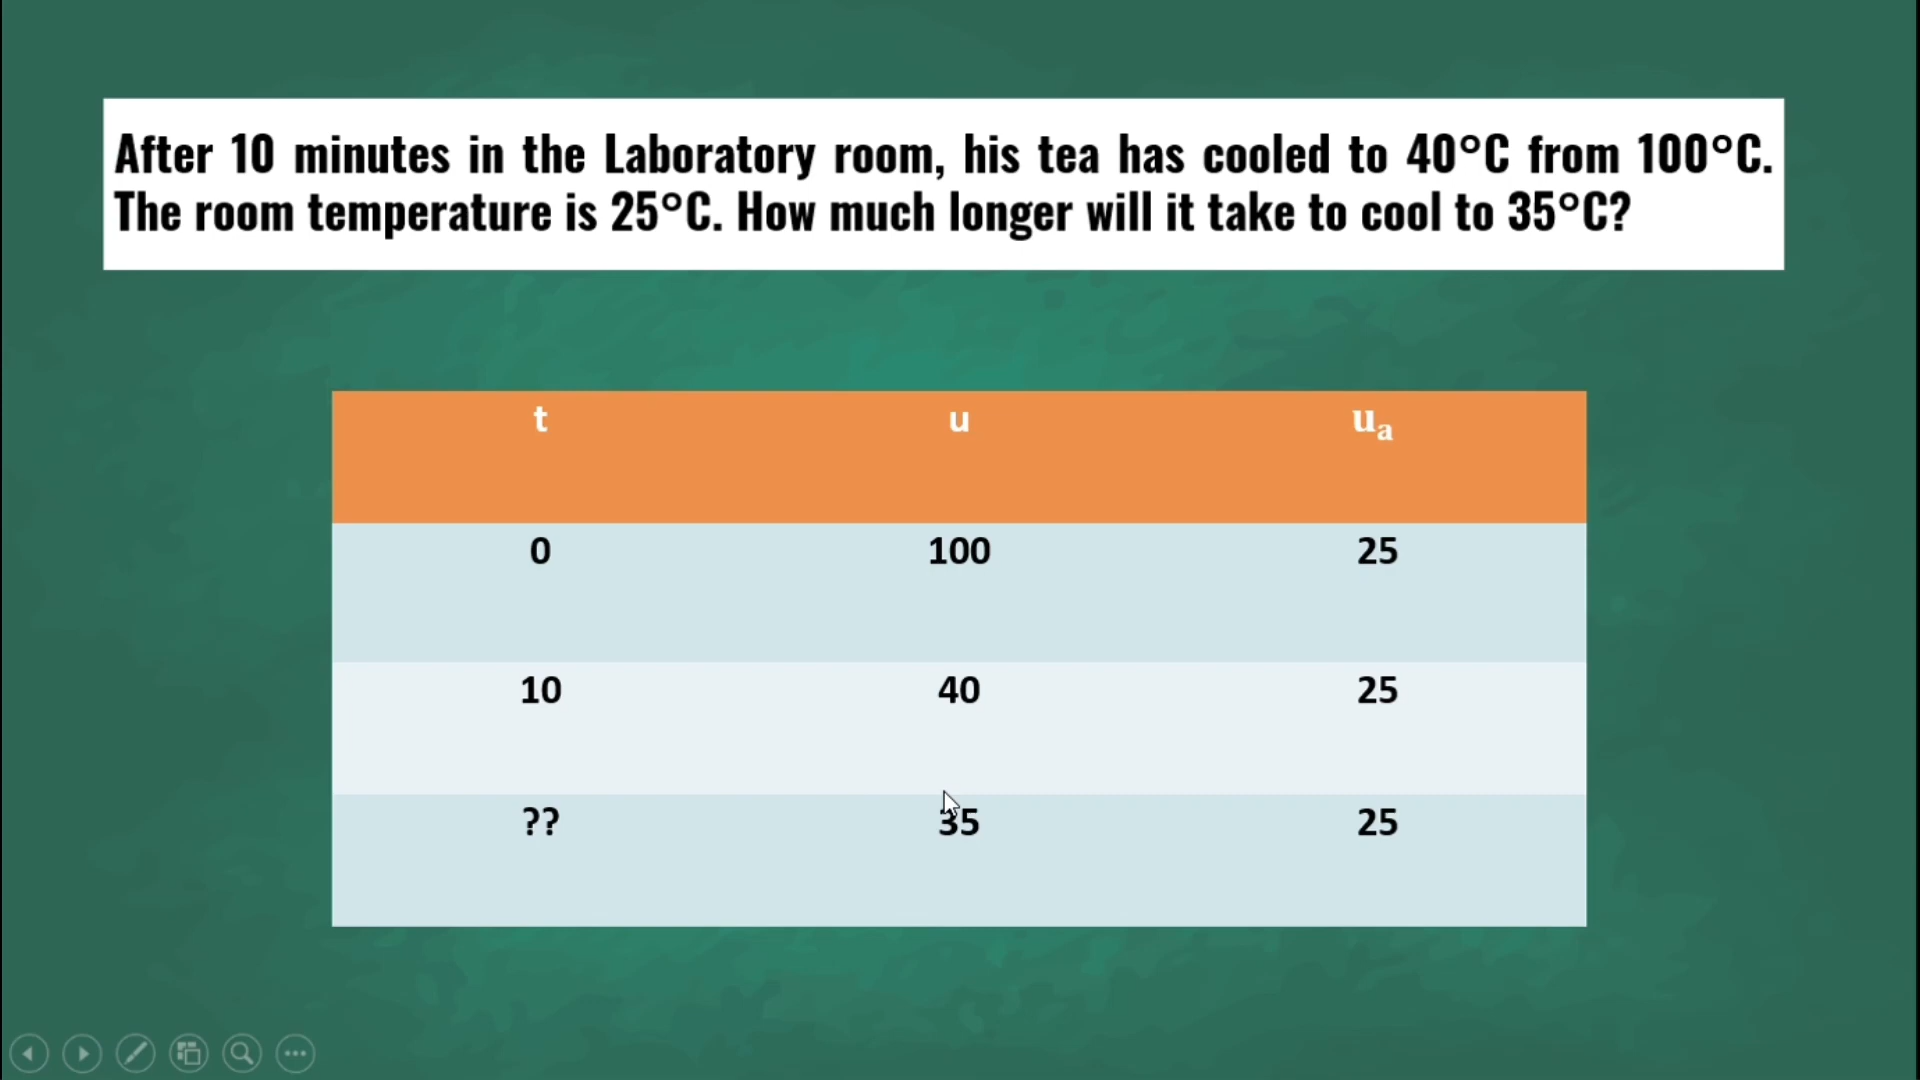 After 10 minutes in the Laboratory room, his tea has cooled to 40°C from 100°C.
The room temperature is 25°C. How much longer will it take to cool to 35°C?
t u uₐ
0 100 25
10 40 25
?? 35 25